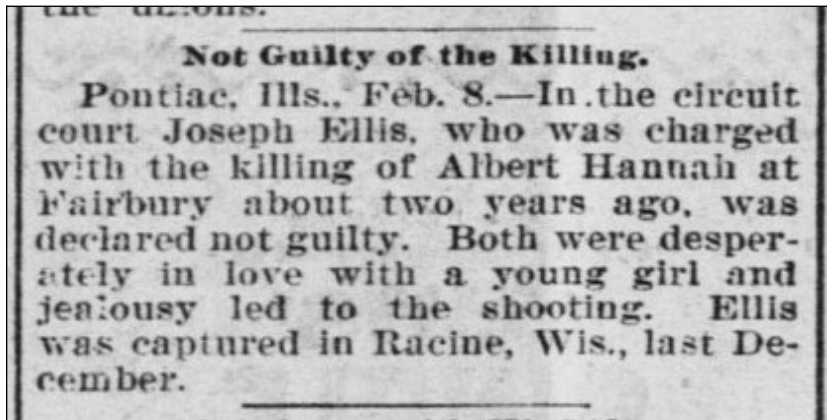 Not Guilty of the Killing.
Pontiac, Ills., Feb. 8.—In the circuit
court Joseph Ellis, who was charged
with the killing of Albert Hannah at
Fairbury about two years ago, was
declared not guilty. Both were desper-
ately in love with a young girl and
jealousy led to the shooting. Ellis
was captured in Racine, Wis., last De-
cember.